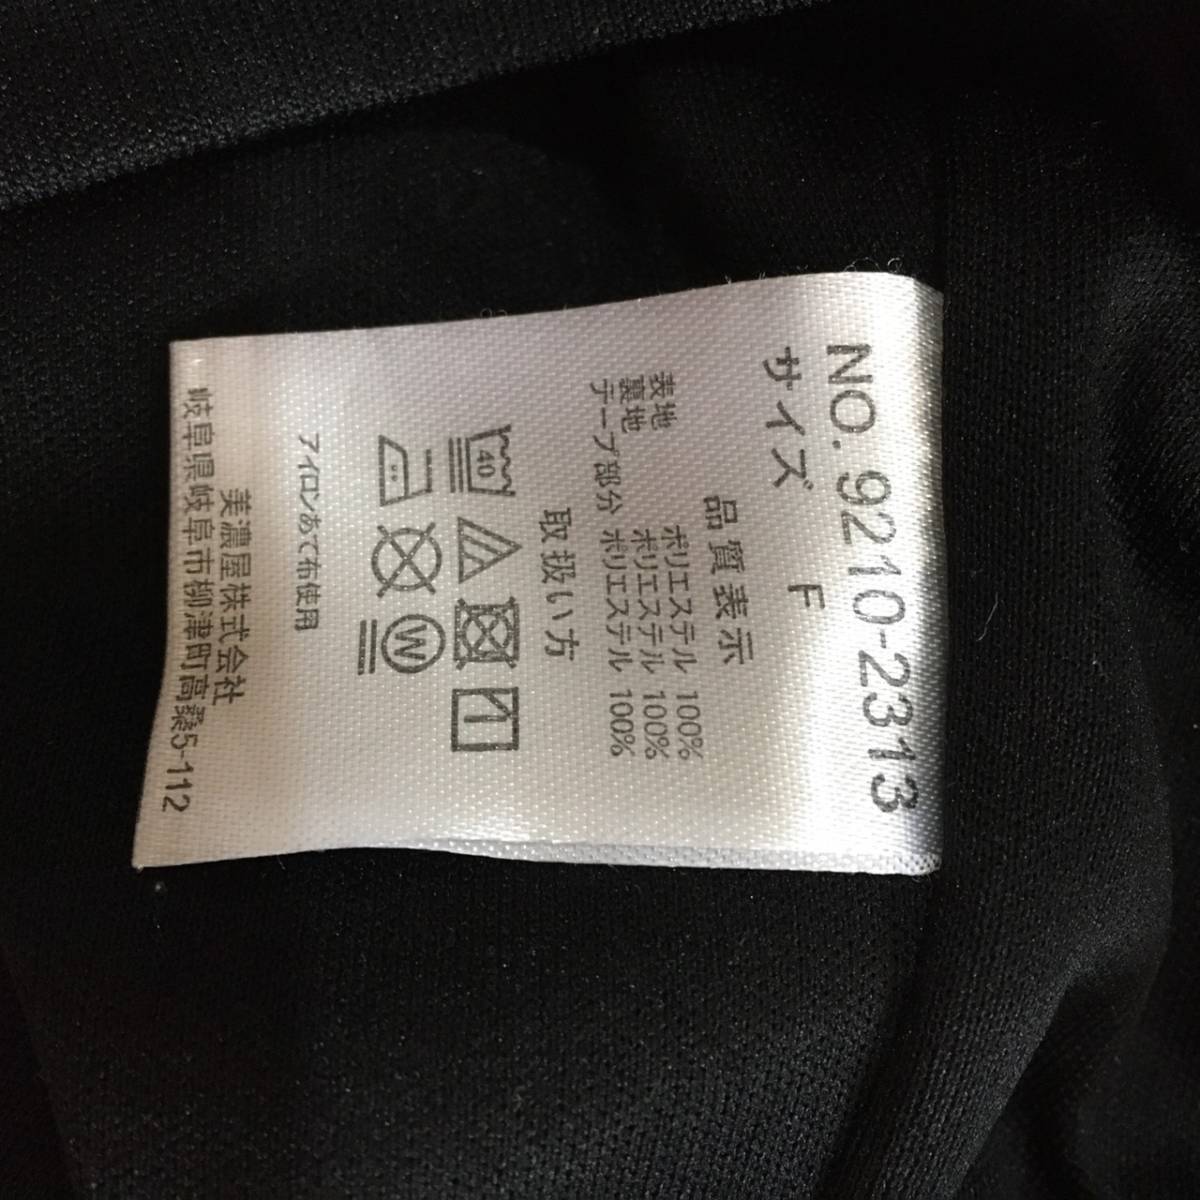 NO. 9210-2313
サイズ F
品質表示
表地 ポリエステル 100%
裏地 ポリエステル 100%
テープ部分 ポリエステル 100%
取扱い方
40
W
アイロンあて布使用
美濃屋株式会社
岐阜県岐阜市柳津町高桑5-112